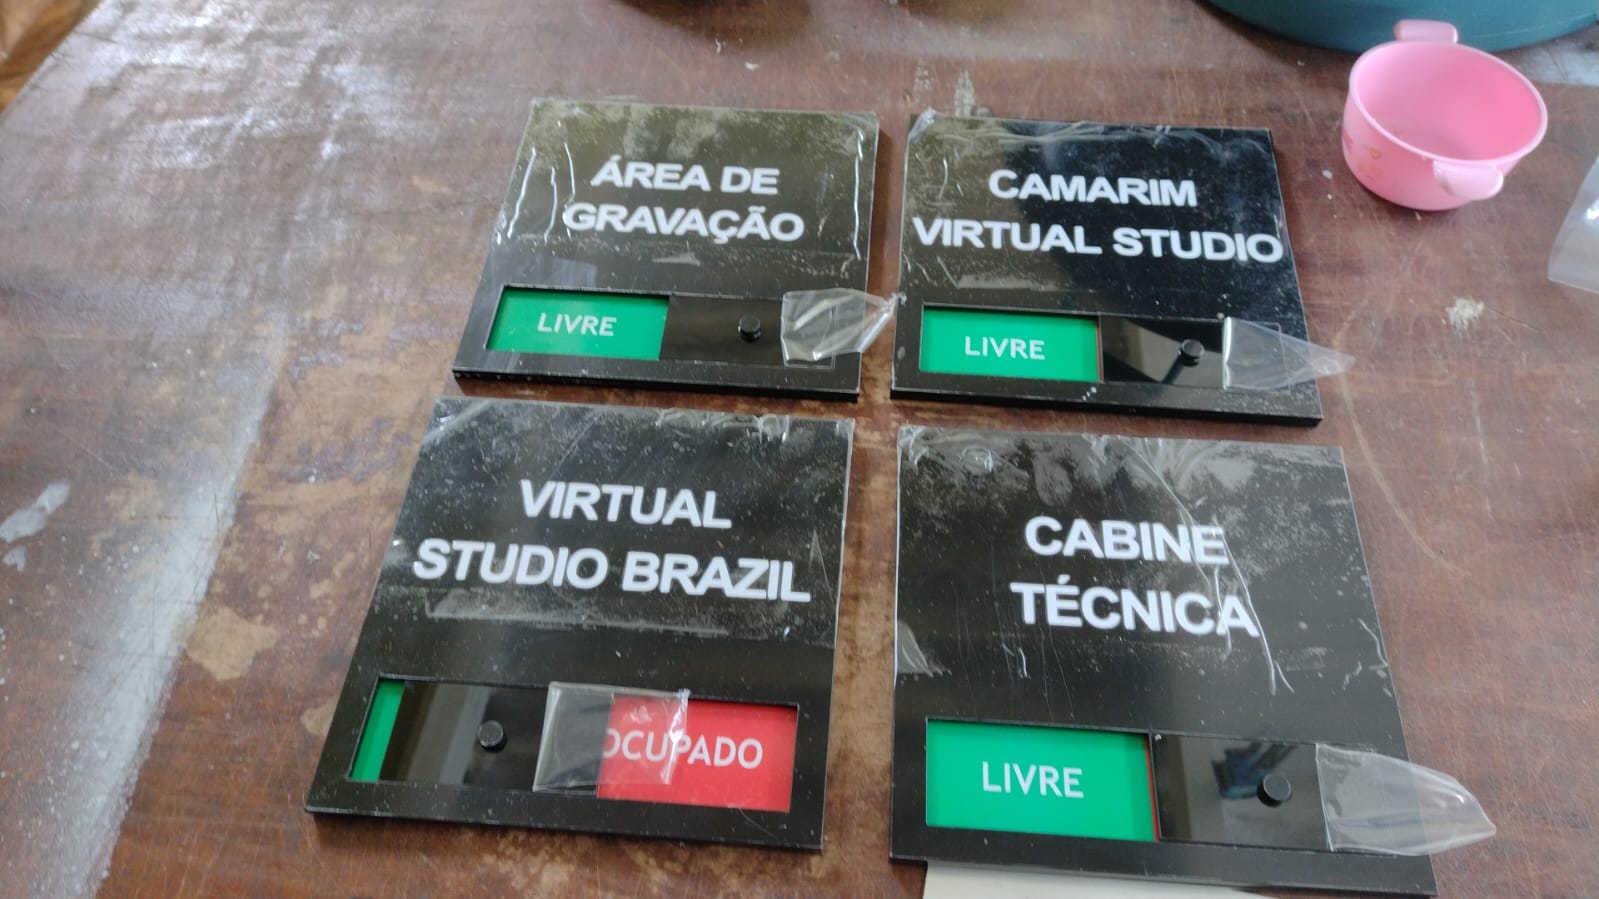 ÁREA DE
GRAVAÇÃO
LIVRE
CAMARIM
VIRTUAL STUDIO
LIVRE
VIRTUAL
STUDIO BRAZIL
OCUPADO
CABINE
TÉCNICA
LIVRE